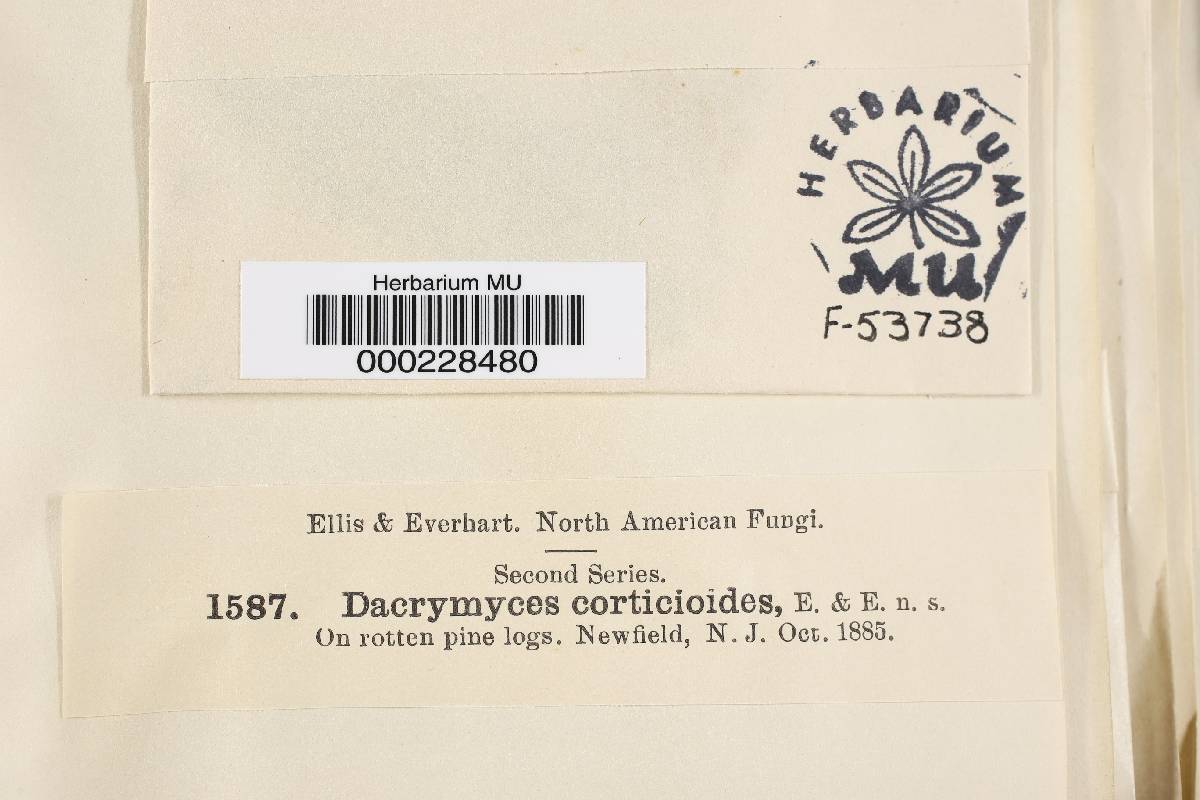 HERBARIUM
MU
F-53738
Herbarium MU
000228480
Ellis & Everhart. North American Fungi.
Second Series.
1587. Dacrymyces corticioides, E. & E. n. s.
On rotten pine logs. Newfield, N. J. Oct. 1885.